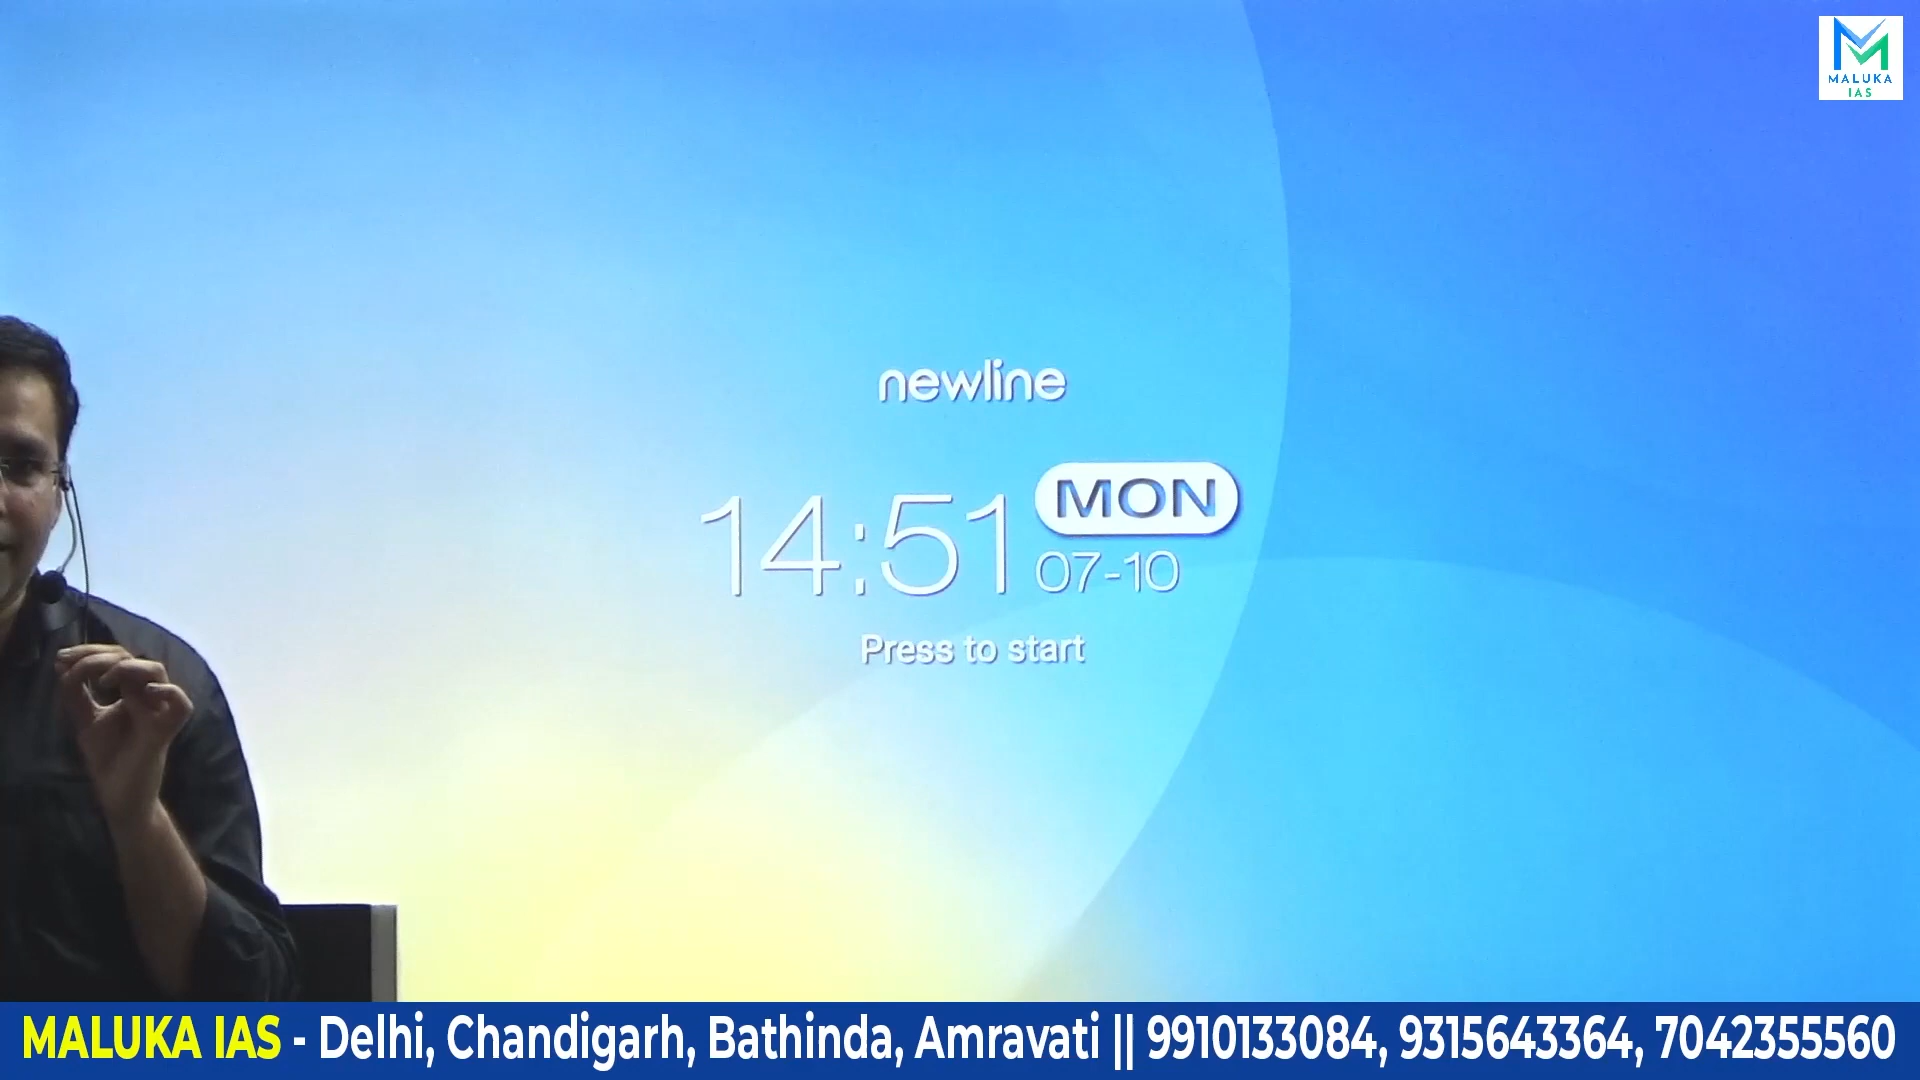 MALUKA
IAS
newline
14:51 MON
07-10
Press to start
MALUKA IAS - Delhi, Chandigarh, Bathinda, Amravati || 9910133084, 9315643364, 7042355560